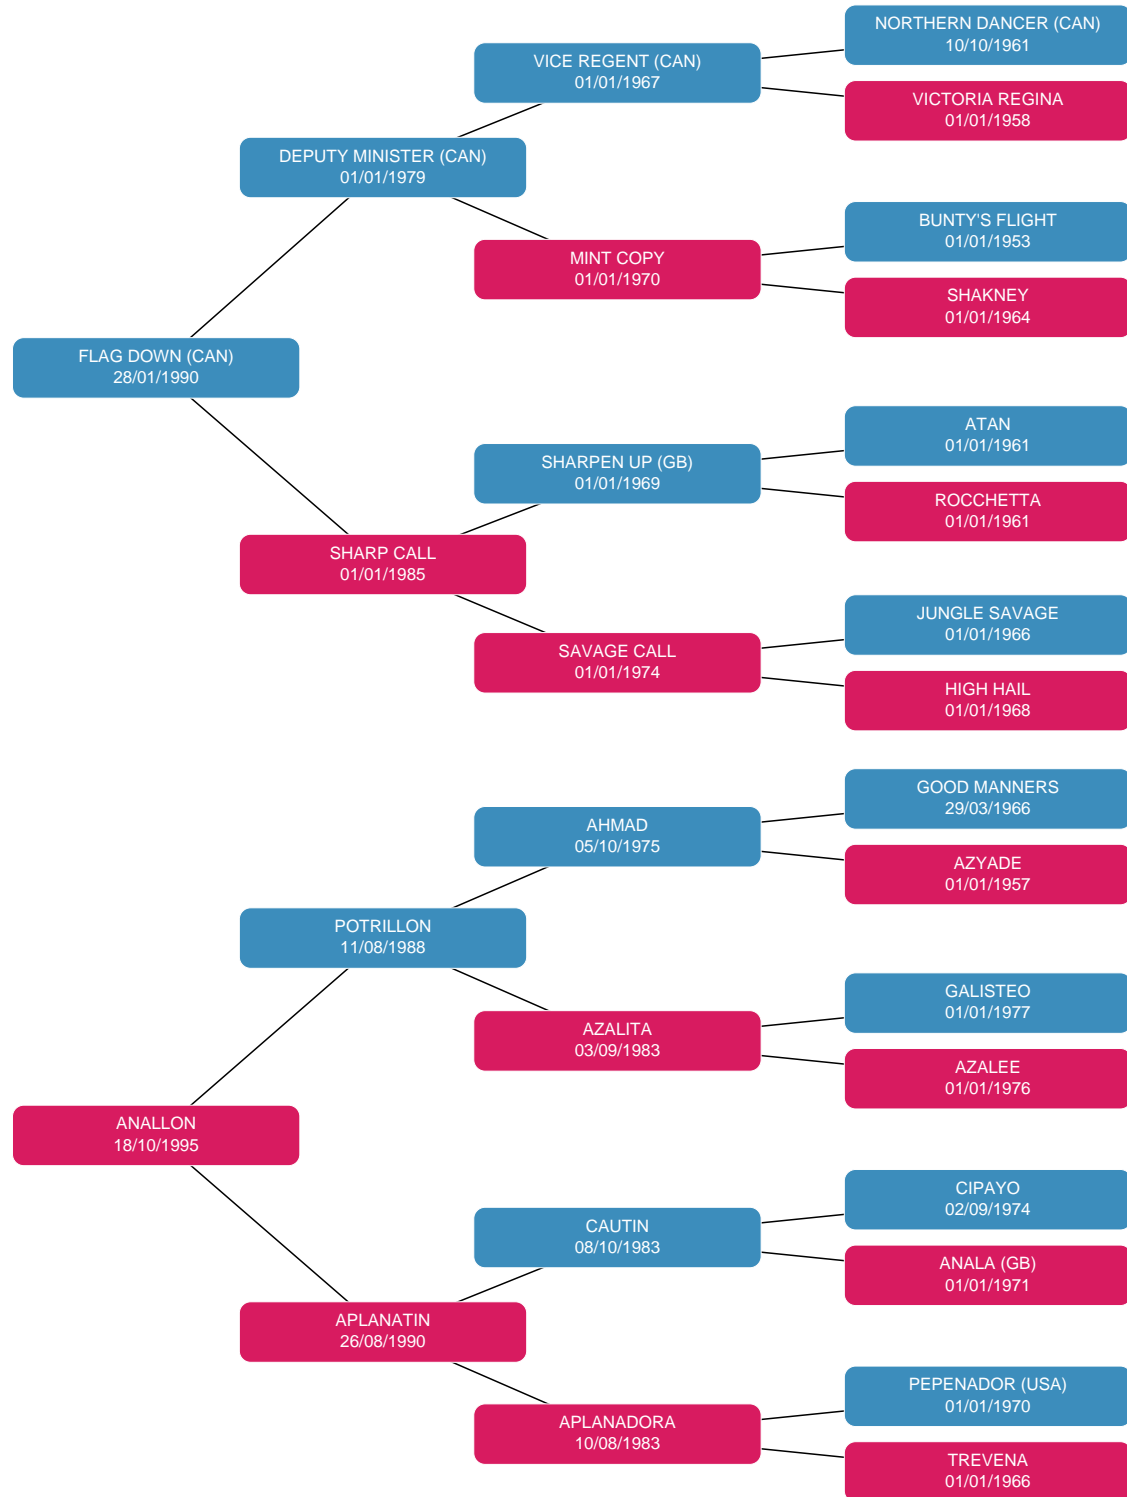 NORTHERN DANCER (CAN)
10/10/1961
VICE REGENT (CAN)
01/01/1967
VICTORIA REGINA
01/01/1958
DEPUTY MINISTER (CAN)
01/01/1979
BUNTY'S FLIGHT
01/01/1953
MINT COPY
01/01/1970
SHAKNEY
01/01/1964
FLAG DOWN (CAN)
28/01/1990
ATAN
01/01/1961
SHARPEN UP (GB)
01/01/1969
ROCCHETTA
01/01/1961
SHARP CALL
01/01/1985
JUNGLE SAVAGE
01/01/1966
SAVAGE CALL
01/01/1974
HIGH HAIL
01/01/1968
GOOD MANNERS
29/03/1966
AHMAD
05/10/1975
AZYADE
01/01/1957
POTRILLON
11/08/1988
GALISTEO
01/01/1977
AZALITA
03/09/1983
AZALEE
01/01/1976
ANALLON
18/10/1995
CIPAYO
02/09/1974
CAUTIN
08/10/1983
ANALA (GB)
01/01/1971
APLANATIN
26/08/1990
PEPENADOR (USA)
01/01/1970
APLANADORA
10/08/1983
TREVENA
01/01/1966